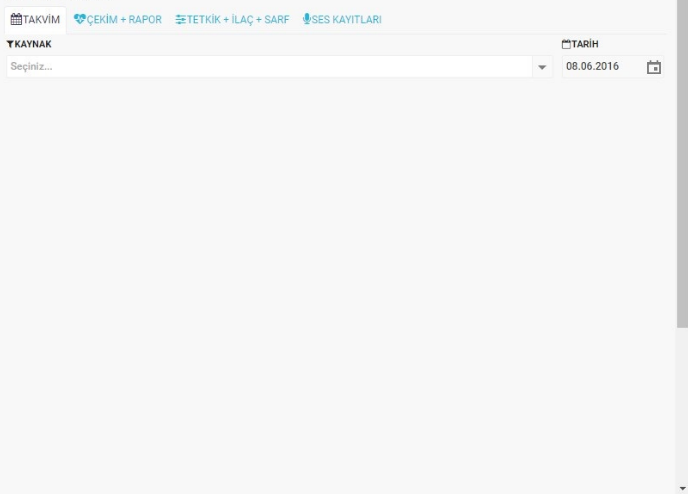 TAKVİM ÇEKİM + RAPOR TETKİK + İLAÇ + SARF SES KAYITLARI
KAYNAK TARİH
Seçiniz... 08.06.2016